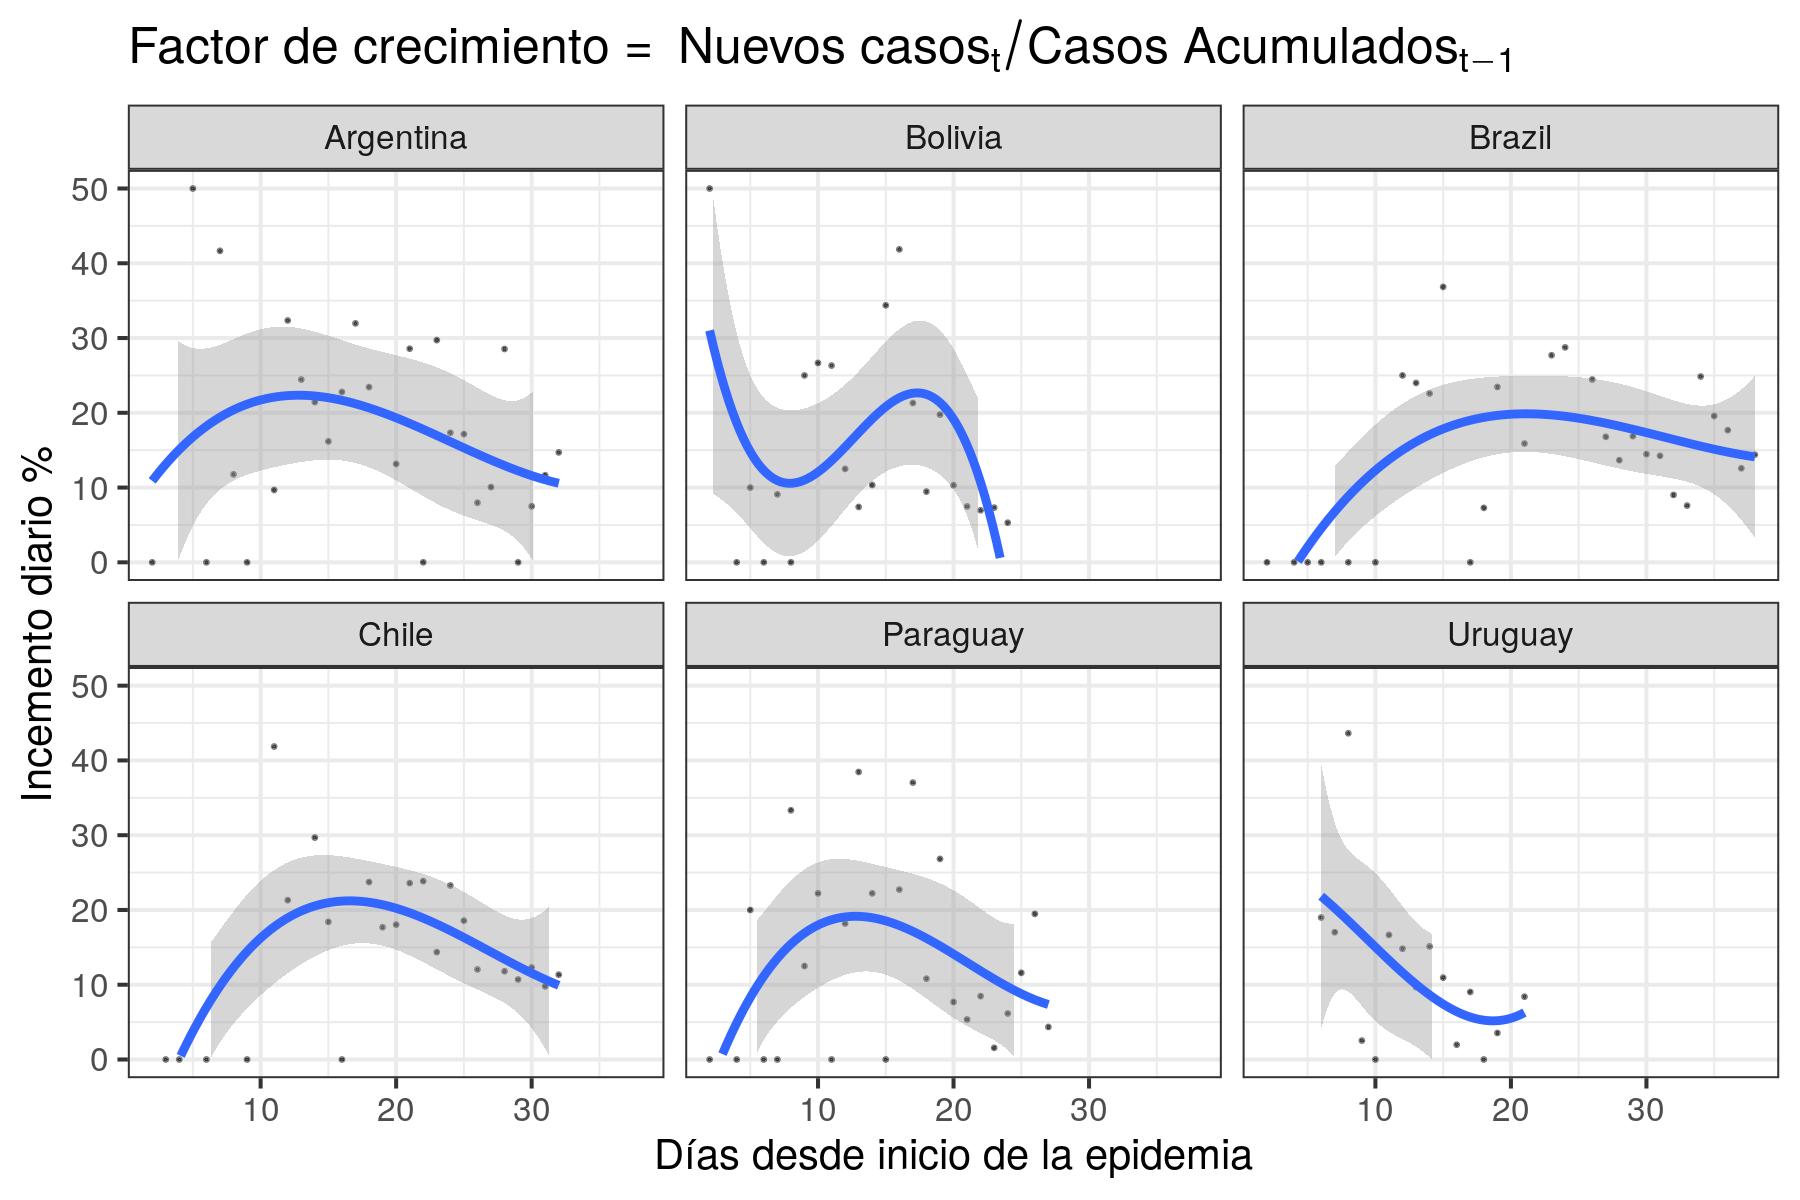 Factor de crecimiento = Nuevos casosₜ/Casos Acumuladosₜ₋₁
Argentina Bolivia Brazil
50
40
30
20
10
0
Chile Paraguay Uruguay
50
40
30
20
10
0
10 20 30 10 20 30 10 20 30
Incremento diario %
Días desde inicio de la epidemia